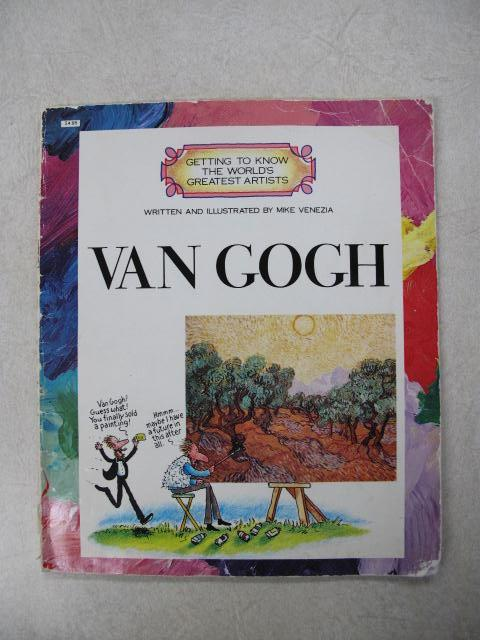 GETTING TO KNOW
THE WORLD'S
GREATEST ARTISTS
WRITTEN AND ILLUSTRATED BY MIKE VENEZIA
VAN GOGH
Van Gogh!
Guess what!
You finally sold
a painting!
Hmmm...
maybe I have
a future in
this after
all.